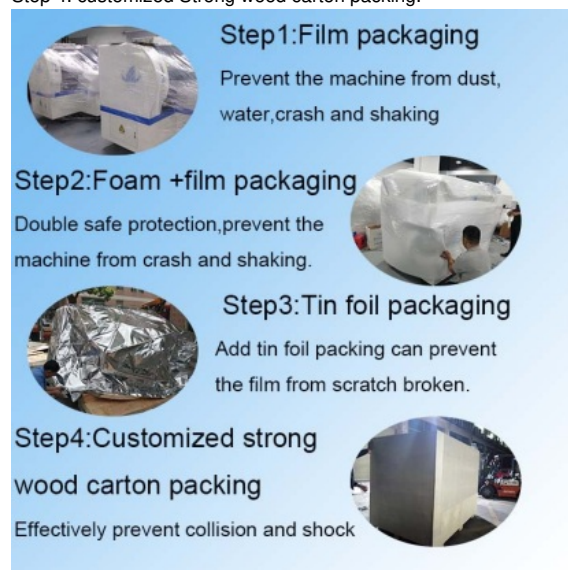 Step1:Film packaging
Prevent the machine from dust,
water,crash and shaking
Step2:Foam +film packaging
Double safe protection,prevent the
machine from crash and shaking.
Step3:Tin foil packaging
Add tin foil packing can prevent
the film from scratch broken.
Step4:Customized strong
wood carton packing
Effectively prevent collision and shock